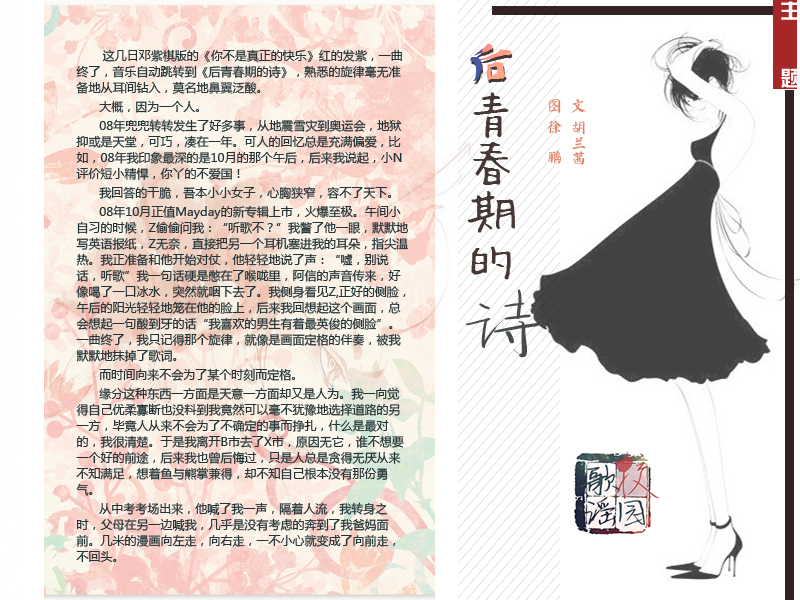 这几日邓紫棋版的《你不是真正的快乐》红的发紫，一曲
终了，音乐自动跳转到《后青春期的诗》，熟悉的旋律毫无准
备地从耳间钻入，莫名地鼻翼泛酸。
大概，因为一个人。
08年兜兜转转发生了好多事，从地震雪灾到奥运会，地狱
抑或是天堂，可巧，凑在一年。可人的回忆总是充满偏爱，比
如，08年我印象最深的是10月的那个午后，后来我说起，小N
评价短小精悍，你丫的不爱国！
我回答的干脆，吾本小小女子，心胸狭窄，容不了天下。
08年10月正值Mayday的新专辑上市，火爆至极。午间小
自习的时候，Z偷偷问我：“听歌不？”我瞥了他一眼，默默地
写英语报纸，Z无奈，直接把另一个耳机塞进我的耳朵，指尖温
热。我正准备和他开始对仗，他轻轻地说了声：“嘘，别说
话，听歌”我一句话硬是憋在了喉咙里，阿信的声音传来，好
像喝了一口冰水，突然就咽下去了。我侧身看见Z,正好的侧脸，
午后的阳光轻轻地笼在他的脸上，后来我回想起这个画面，总
会想起一句酸到牙的话“我喜欢的男生有着最英俊的侧脸”。
一曲终了，我只记得那个旋律，就像是画面定格的伴奏，被我
默默地抹掉了歌词。
而时间向来不会为了某个时刻而定格。
缘分这种东西一方面是天意一方面却又是人为。我一向觉
得自己优柔寡断也没料到我竟然可以毫不犹豫地选择道路的另
一方，毕竟人从来不会为了不确定的事而挣扎，什么是最对
的，我很清楚。于是我离开B市去了X市，原因无它，谁不想要
一个好的前途，后来我也曾后悔过，只是人总是贪得无厌从来
不知满足，想着鱼与熊掌兼得，却不知自己根本没有那份勇
气。
从中考考场出来，他喊了我一声，隔着人流，我转身之
时，父母在另一边喊我，几乎是没有考虑的奔到了我爸妈面
前。几米的漫画向左走，向右走，一不小心就变成了向前走，
不回头。
后青春期的诗
文 胡兰茜
图 徐鹏
主题
校园
歌谣